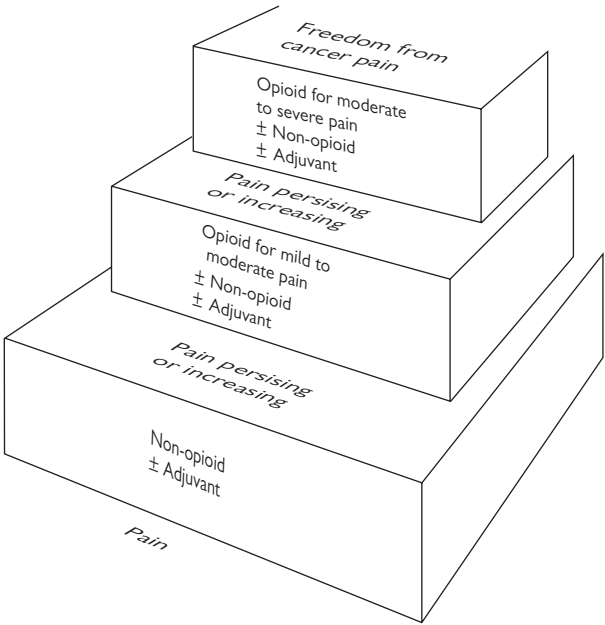 Freedom from
cancer pain
Opioid for moderate
to severe pain
± Non-opioid
± Adjuvant
Pain persising
or increasing
Opioid for mild to
moderate pain
± Non-opioid
± Adjuvant
Pain persising
or increasing
Non-opioid
± Adjuvant
Pain